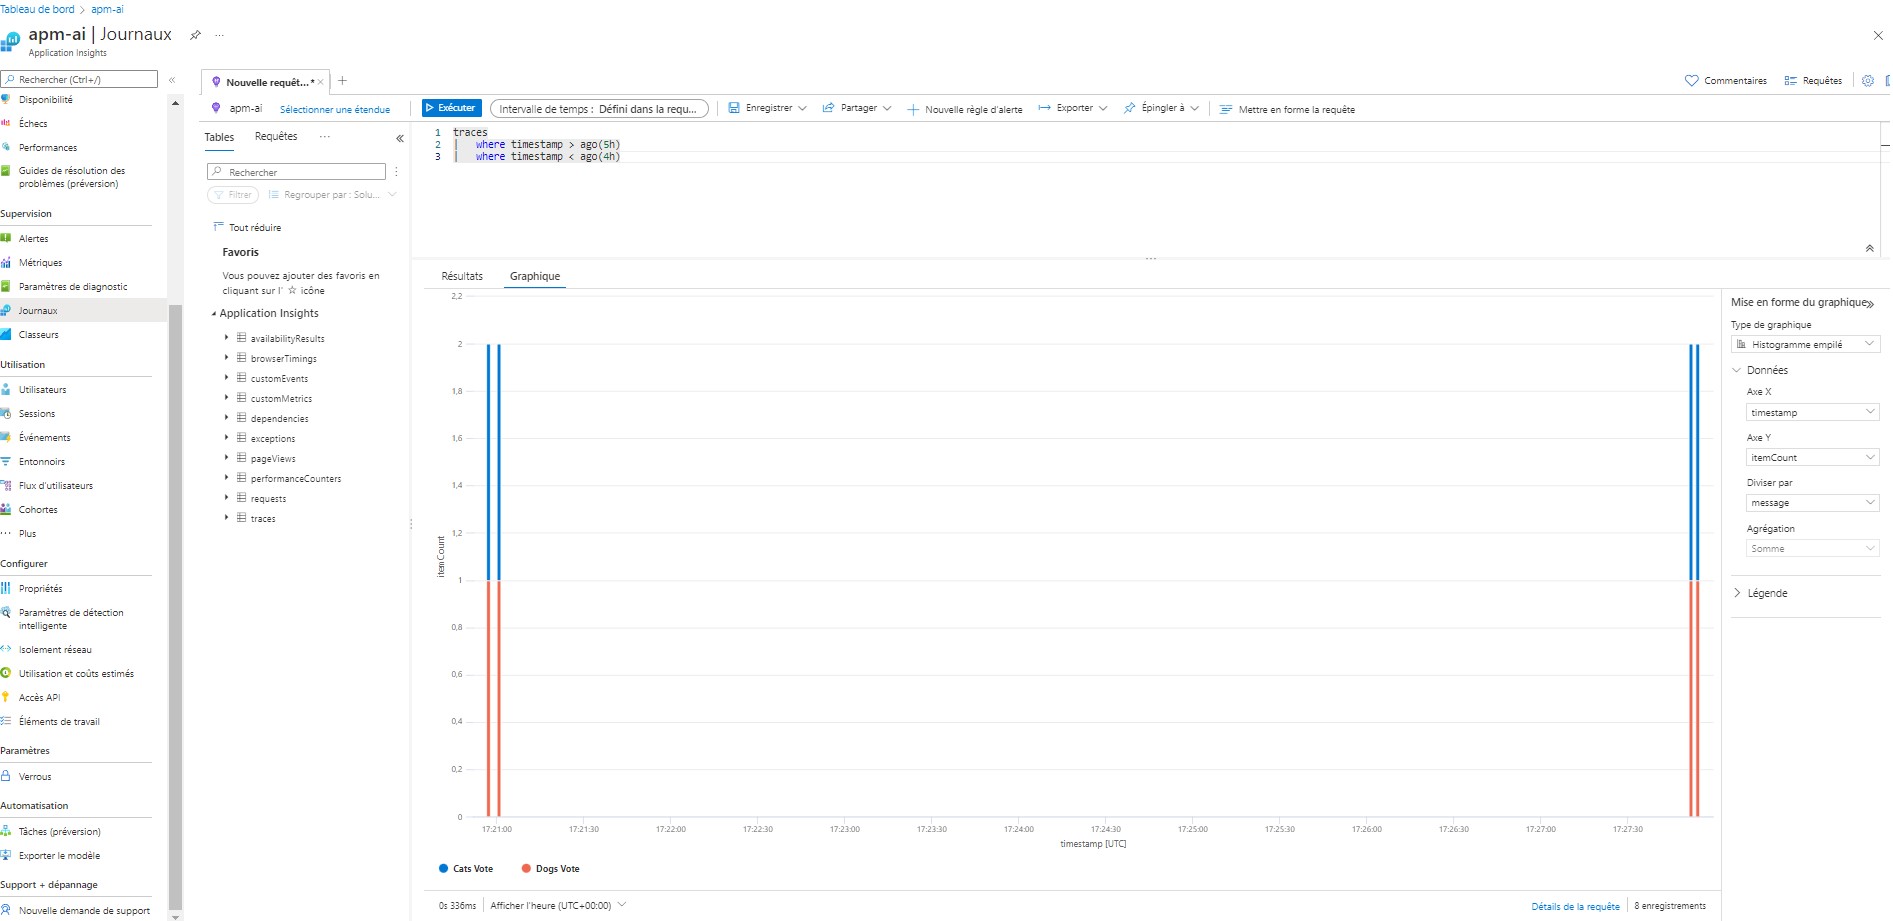 Tableau de bord > apm-ai
apm-ai | Journaux
Application Insights
Rechercher (Ctrl+/)
Disponibilité
Échecs
Performances
Guides de résolution des
problèmes (préversion)
Supervision
Alertes
Métriques
Paramètres de diagnostic
Journaux
Classeurs
Utilisation
Utilisateurs
Sessions
Événements
Entonnoirs
Flux d'utilisateurs
Cohortes
Plus
Configurer
Propriétés
Paramètres de détection
intelligente
Isolement réseau
Utilisation et coûts estimés
Accès API
Éléments de travail
Paramètres
Verrous
Automatisation
Tâches (préversion)
Exporter le modèle
Support + dépannage
Nouvelle demande de support
Nouvelle requêt...*
Commentaires
Requêtes
apm-ai
Sélectionner une étendue
Exécuter
Intervalle de temps : Défini dans la requ...
Enregistrer
Partager
Nouvelle règle d'alerte
Exporter
Épingler à
Mettre en forme la requête
Tables
Requêtes
Rechercher
Filtrer
Regrouper par : Solu...
Tout réduire
Favoris
Vous pouvez ajouter des favoris en
cliquant sur l' ☆ icône
Application Insights
availabilityResults
browserTimings
customEvents
customMetrics
dependencies
exceptions
pageViews
performanceCounters
requests
traces
1 traces
2 | where timestamp > ago(5h)
3 | where timestamp < ago(4h)
Résultats
Graphique
2,2
2
1,8
1,6
1,4
1,2
1
0,8
0,6
0,4
0,2
0
itemCount
17:21:00
17:21:30
17:22:00
17:22:30
17:23:00
17:23:30
17:24:00
17:24:30
17:25:00
17:25:30
17:26:00
17:26:30
17:27:00
17:27:30
timestamp [UTC]
Cats Vote
Dogs Vote
0s 336ms
Afficher l'heure (UTC+00:00)
Détails de la requête
8 enregistrements
Mise en forme du graphique
Type de graphique
Histogramme empilé
Données
Axe X
timestamp
Axe Y
itemCount
Diviser par
message
Agrégation
Somme
Légende